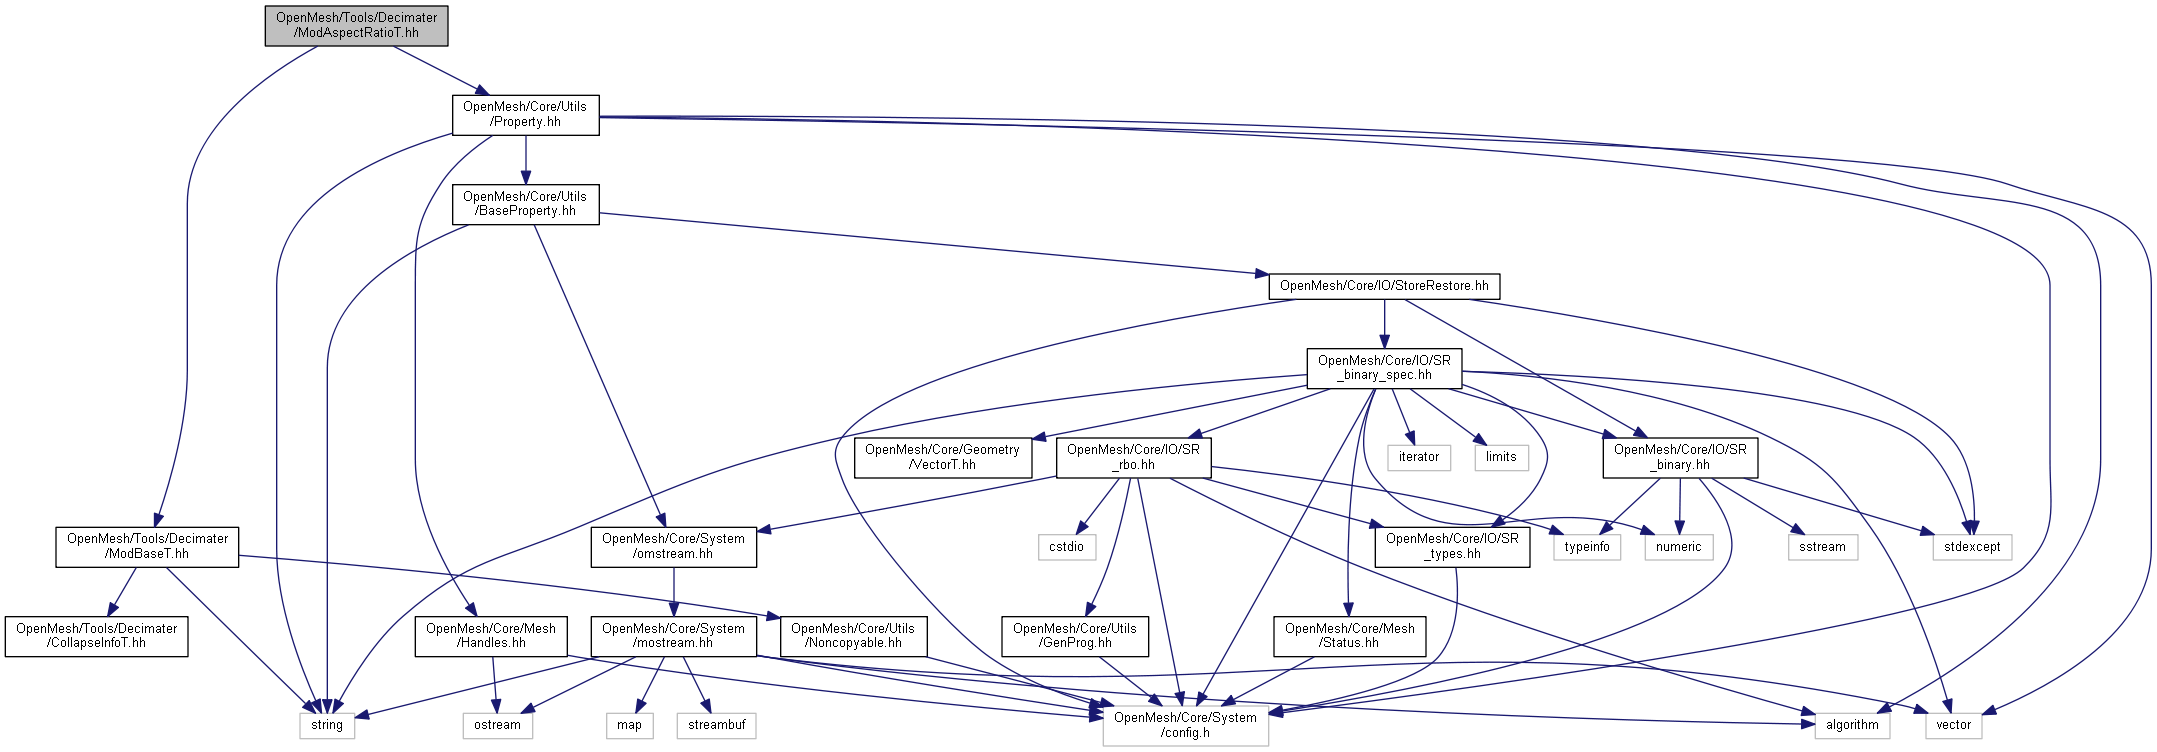 OpenMesh/Tools/Decimater
/ModAspectRatioT.hh
OpenMesh/Core/Utils
/Property.hh
OpenMesh/Core/Utils
/BaseProperty.hh
OpenMesh/Core/IO/StoreRestore.hh
OpenMesh/Core/IO/SR
_binary_spec.hh
OpenMesh/Core/Geometry
/VectorT.hh
OpenMesh/Core/IO/SR
_rbo.hh
iterator
limits
OpenMesh/Core/IO/SR
_binary.hh
OpenMesh/Tools/Decimater
/ModBaseT.hh
OpenMesh/Core/System
/omstream.hh
cstdio
OpenMesh/Core/IO/SR
_types.hh
typeinfo
numeric
sstream
stdexcept
OpenMesh/Tools/Decimater
/CollapseInfoT.hh
OpenMesh/Core/Mesh
/Handles.hh
OpenMesh/Core/System
/mostream.hh
OpenMesh/Core/Utils
/Noncopyable.hh
OpenMesh/Core/Utils
/GenProg.hh
OpenMesh/Core/Mesh
/Status.hh
string
ostream
map
streambuf
OpenMesh/Core/System
/config.h
algorithm
vector